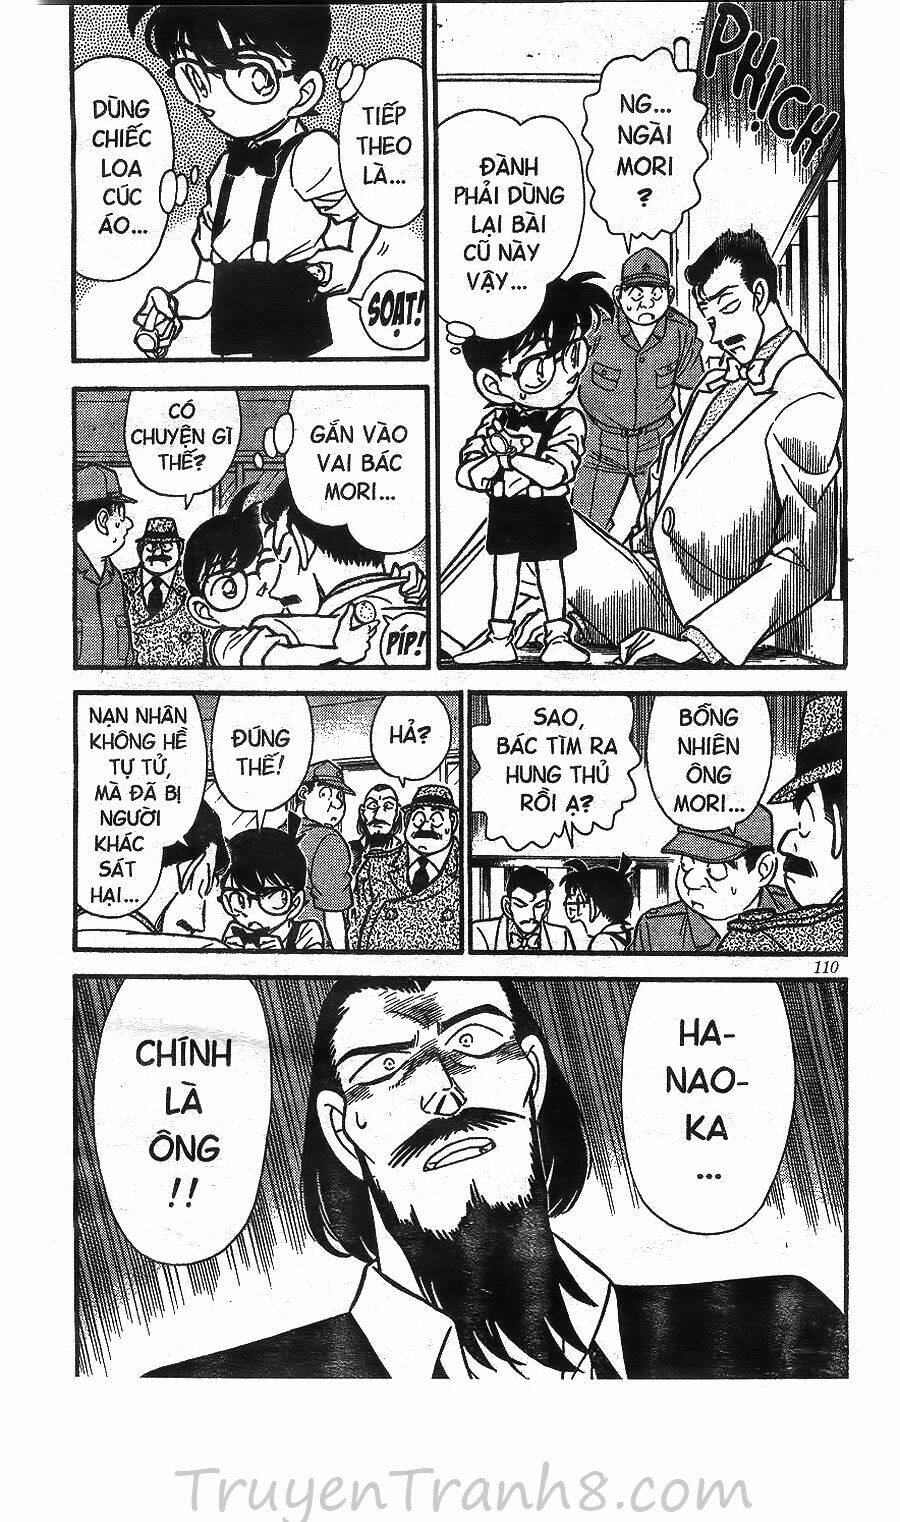 PHỊCH
NG...
NGÀI
MORI
?
ĐÀNH
PHẢI DÙNG
LẠI BÀI
CŨ NÀY
VẬY...
TIẾP
THEO
LÀ...
DÙNG
CHIẾC
LOA
CÚC
ÁO...
SOẠT!
GẮN VÀO
VAI BÁC
MORI...
CÓ
CHUYỆN GÌ
THẾ?
PÍP!
BỖNG
NHIÊN
ÔNG
MORI...
SAO,
BÁC TÌM RA
HUNG THỦ
RỒI Ạ?
HẢ?
ĐÚNG
THẾ!
NẠN NHÂN
KHÔNG HỀ
TỰ TỬ,
MÀ ĐÃ BỊ
NGƯỜI
KHÁC
SÁT
HẠI...
110
HA-
NAO-
KA
...
CHÍNH
LÀ
ÔNG
!!
TruyenTranh8.com